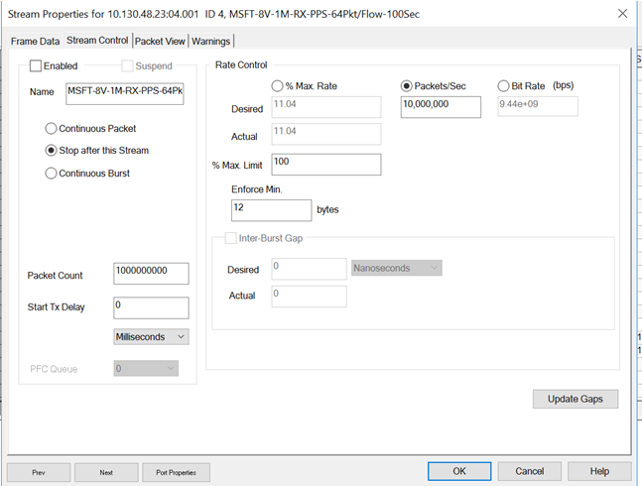 Stream Properties for 10.130.48.23:04.001 ID 4, MSFT-8V-1M-RX-PPS-64Pkt/Flow-100Sec
Frame Data Stream Control Packet View Warnings
Enabled Suspend
Name MSFT-8V-1M-RX-PPS-64Pk
Continuous Packet
Stop after this Stream
Continuous Burst
Packet Count 1000000000
Start Tx Delay 0
Milliseconds
PFC Queue 0
Rate Control
% Max. Rate Packets/Sec Bit Rate (bps)
Desired 11.04 10,000,000 9.44e+09
Actual 11.04
% Max. Limit 100
Enforce Min.
12 bytes
Inter-Burst Gap
Desired 0 Nanoseconds
Actual 0
Update Gaps
Prev Next Port Properties OK Cancel Help